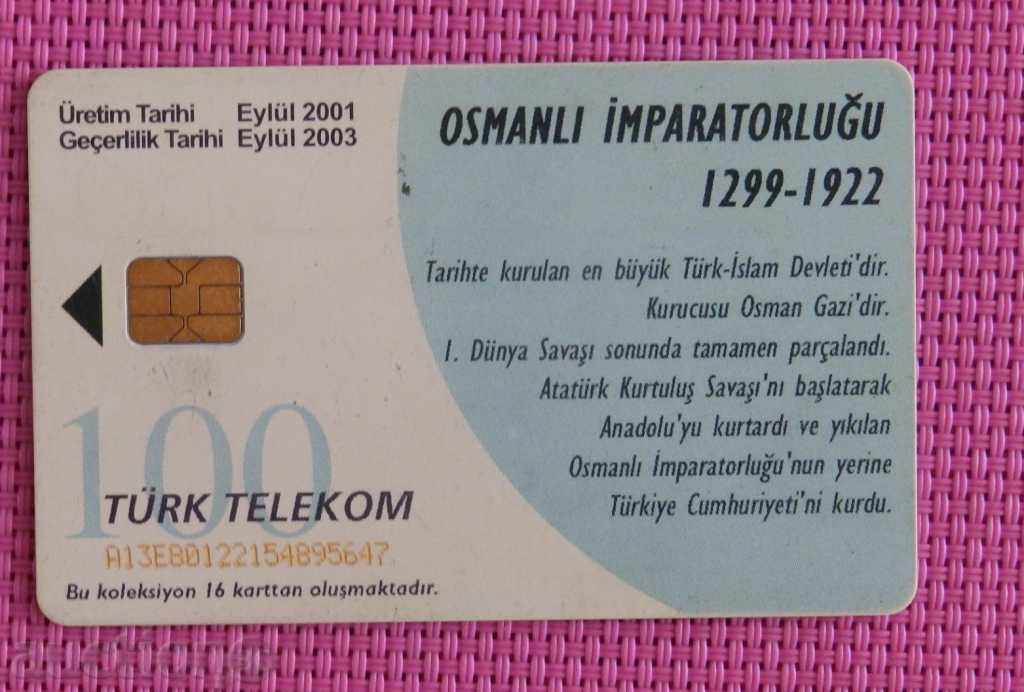 Üretim Tarihi Eylül 2001
Geçerlilik Tarihi Eylül 2003
OSMANLI İMPARATORLUĞU
1299-1922
Tarihte kurulan en büyük Türk-İslam Devleti'dir.
Kurucusu Osman Gazi'dir.
I. Dünya Savaşı sonunda tamamen parçalandı.
Atatürk Kurtuluş Savaşı'nı başlatarak
Anadolu'yu kurtardı ve yıkılan
Osmanlı İmparatorluğu'nun yerine
Türkiye Cumhuriyeti'ni kurdu.
100
TÜRK TELEKOM
A13E80122154895647
Bu koleksiyon 16 karttan oluşmaktadır.